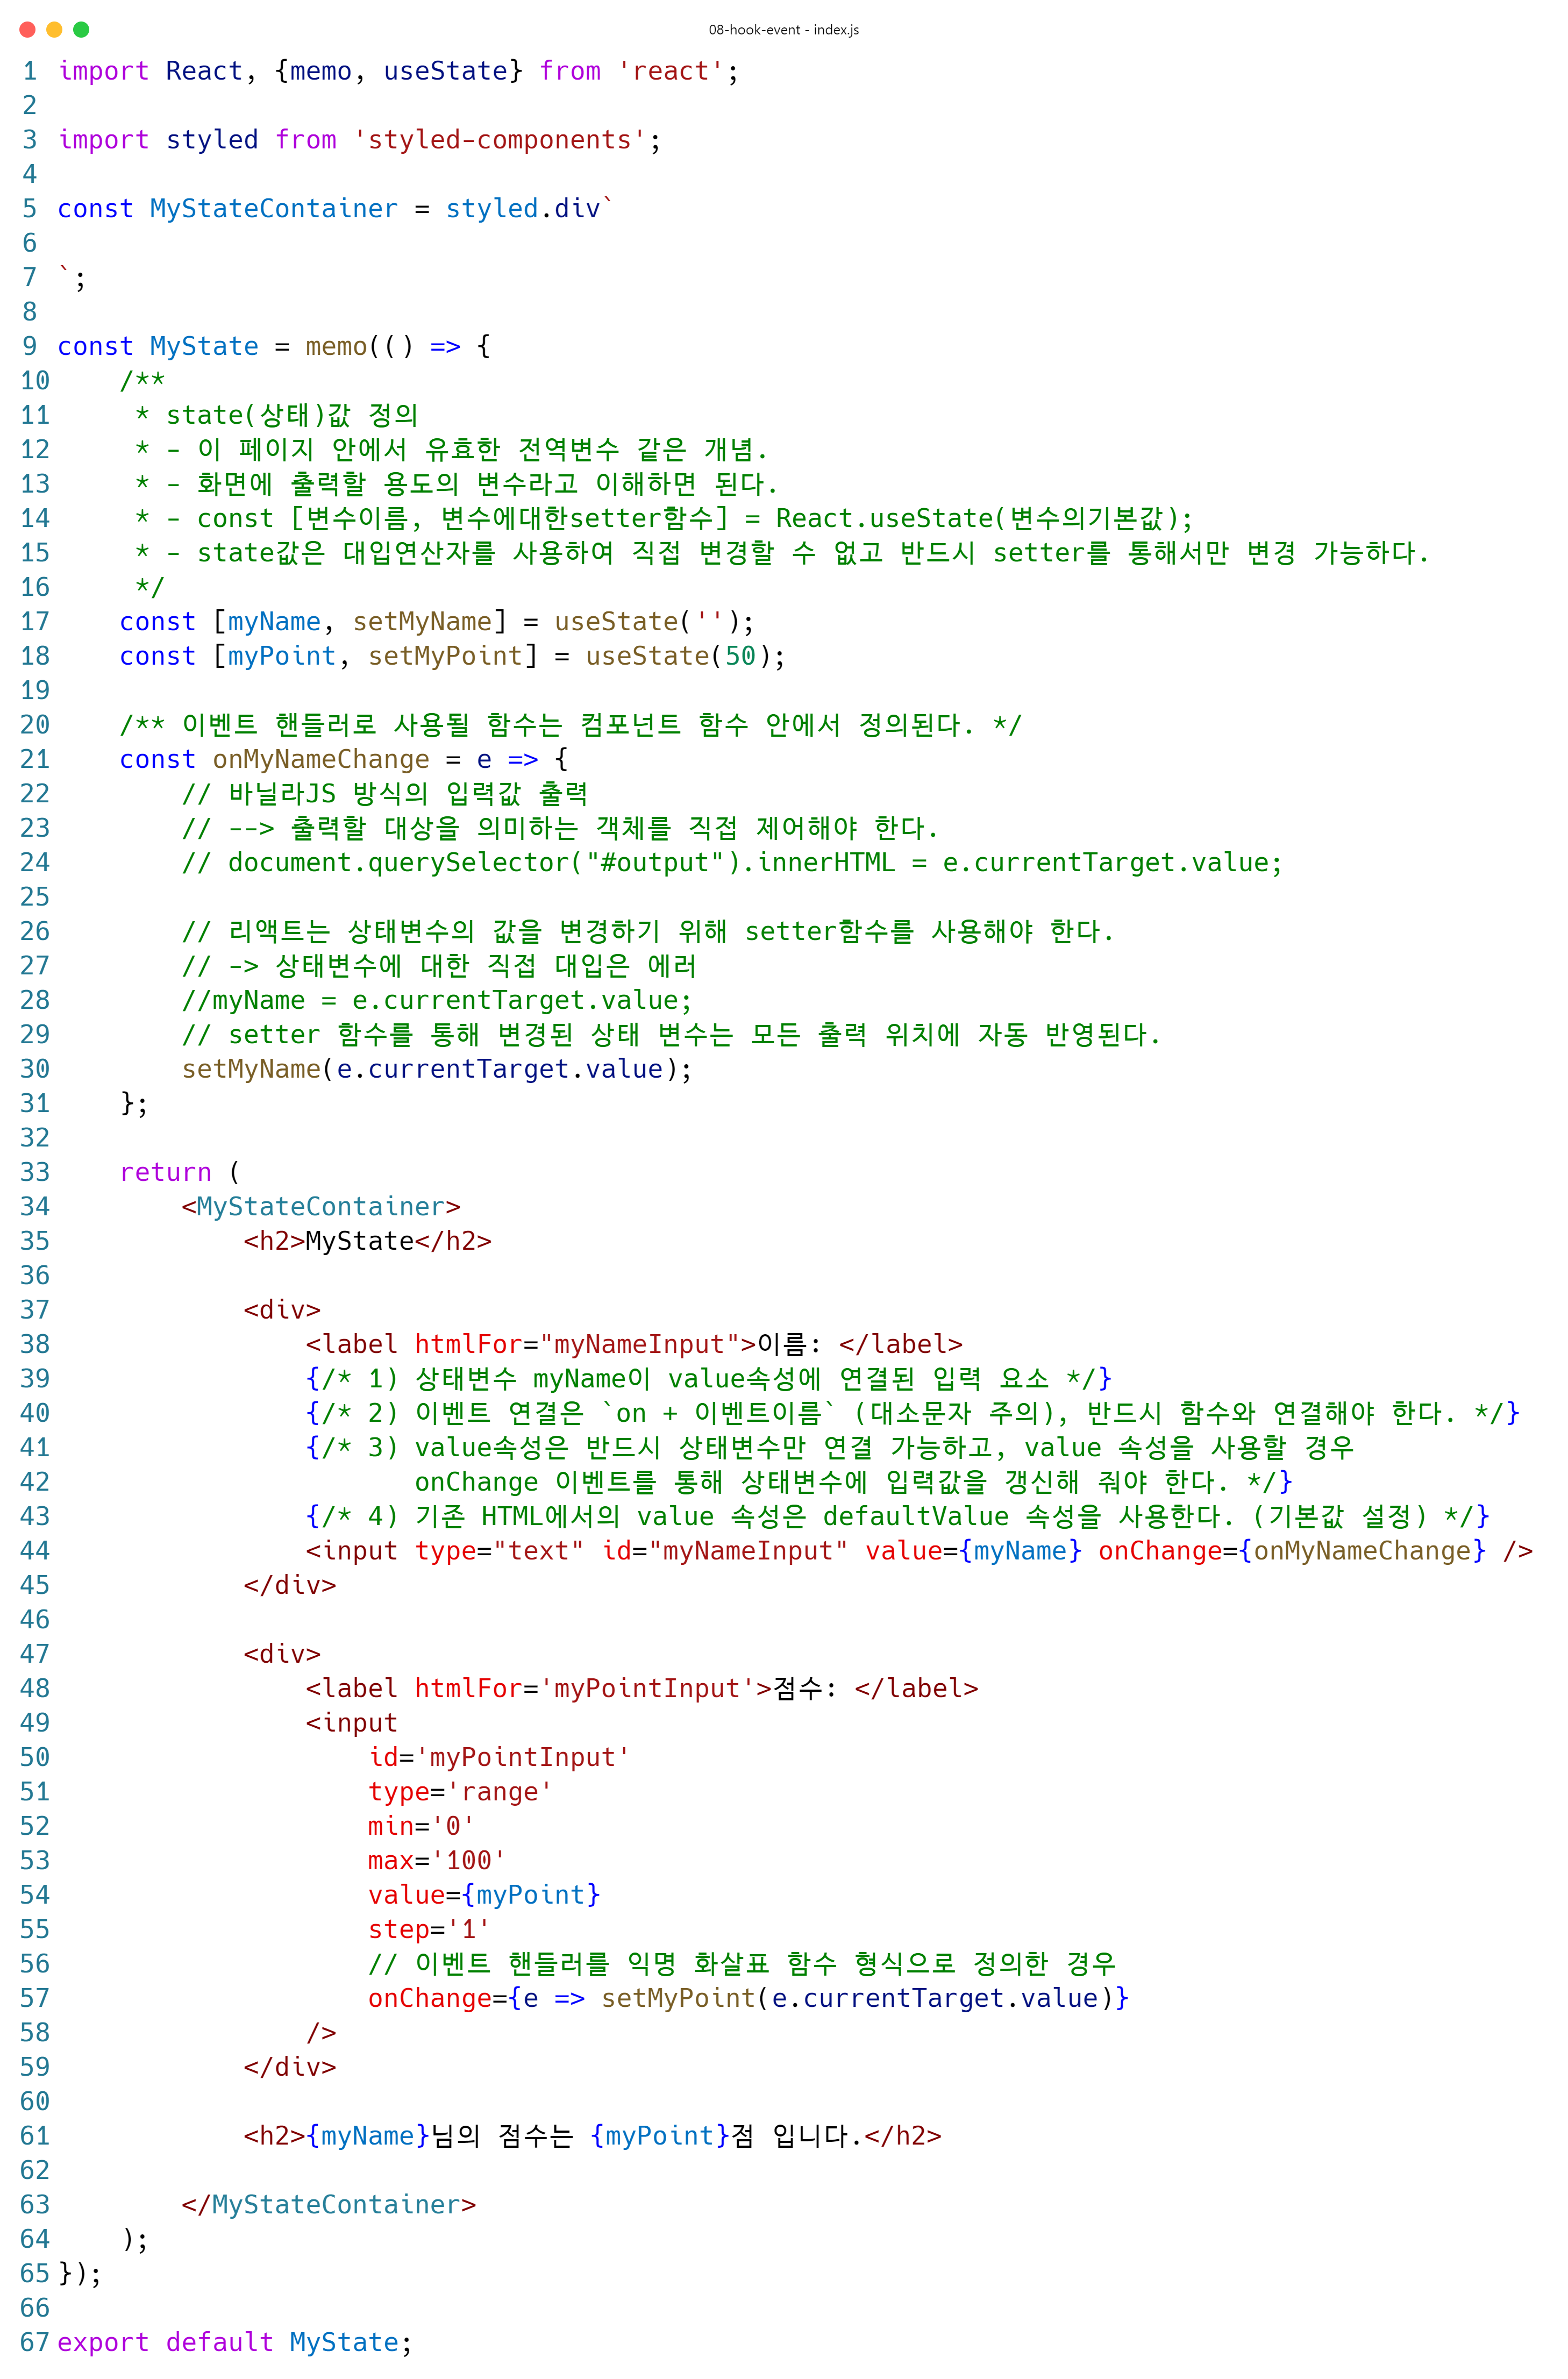 08-hook-event - index.js
1 import React, {memo, useState} from 'react';
2
3 import styled from 'styled-components';
4
5 const MyStateContainer = styled.div`
6
7 `;
8
9 const MyState = memo(() => {
10     /**
11      * state(상태)값 정의
12      * - 이 페이지 안에서 유효한 전역변수 같은 개념.
13      * - 화면에 출력할 용도의 변수라고 이해하면 된다.
14      * - const [변수이름, 변수에대한setter함수] = React.useState(변수의기본값);
15      * - state값은 대입연산자를 사용하여 직접 변경할 수 없고 반드시 setter를 통해서만 변경 가능하다.
16      */
17     const [myName, setMyName] = useState('');
18     const [myPoint, setMyPoint] = useState(50);
19
20     /** 이벤트 핸들러로 사용될 함수는 컴포넌트 함수 안에서 정의된다. */
21     const onMyNameChange = e => {
22         // 바닐라JS 방식의 입력값 출력
23         // --> 출력할 대상을 의미하는 객체를 직접 제어해야 한다.
24         // document.querySelector("#output").innerHTML = e.currentTarget.value;
25
26         // 리액트는 상태변수의 값을 변경하기 위해 setter함수를 사용해야 한다.
27         // -> 상태변수에 대한 직접 대입은 에러
28         //myName = e.currentTarget.value;
29         // setter 함수를 통해 변경된 상태 변수는 모든 출력 위치에 자동 반영된다.
30         setMyName(e.currentTarget.value);
31     };
32
33     return (
34         <MyStateContainer>
35             <h2>MyState</h2>
36
37             <div>
38                 <label htmlFor="myNameInput">이름: </label>
39                 {/* 1) 상태변수 myName이 value속성에 연결된 입력 요소 */}
40                 {/* 2) 이벤트 연결은 `on + 이벤트이름` (대소문자 주의), 반드시 함수와 연결해야 한다. */}
41                 {/* 3) value속성은 반드시 상태변수만 연결 가능하고, value 속성을 사용할 경우
42                        onChange 이벤트를 통해 상태변수에 입력값을 갱신해 줘야 한다. */}
43                 {/* 4) 기존 HTML에서의 value 속성은 defaultValue 속성을 사용한다. (기본값 설정) */}
44                 <input type="text" id="myNameInput" value={myName} onChange={onMyNameChange} />
45             </div>
46
47             <div>
48                 <label htmlFor='myPointInput'>점수: </label>
49                 <input
50                     id='myPointInput'
51                     type='range'
52                     min='0'
53                     max='100'
54                     value={myPoint}
55                     step='1'
56                     // 이벤트 핸들러를 익명 화살표 함수 형식으로 정의한 경우
57                     onChange={e => setMyPoint(e.currentTarget.value)}
58                 />
59             </div>
60
61             <h2>{myName}님의 점수는 {myPoint}점 입니다.</h2>
62
63         </MyStateContainer>
64     );
65 });
66
67 export default MyState;